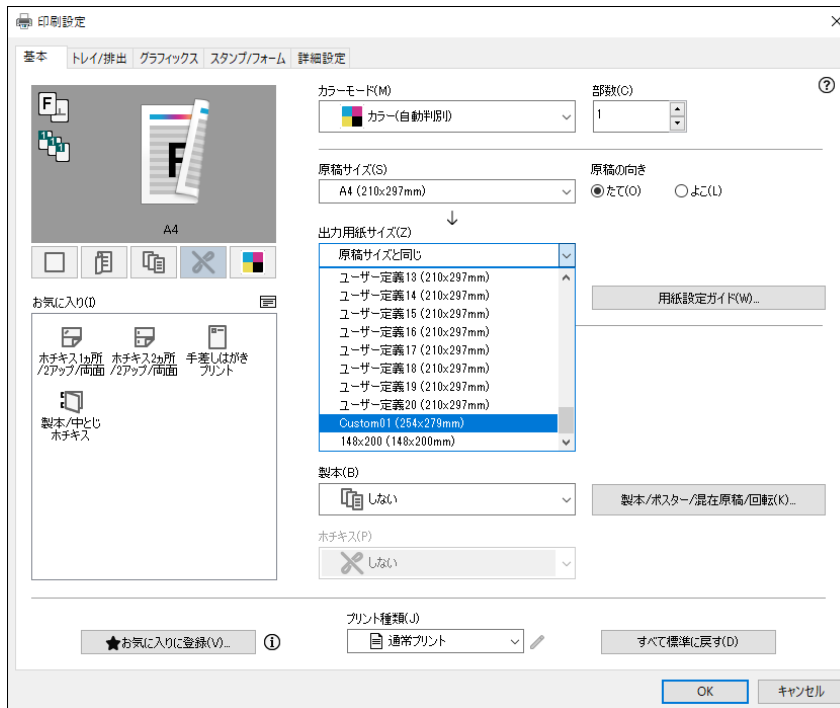 印刷設定
基本 トレイ/排出 グラフィックス スタンプ/フォーム 詳細設定
A4
お気に入り(I)
ホチキス1ヵ所
/2アップ/両面
ホチキス2ヵ所
/2アップ/両面
手差しはがき
プリント
製本/中とじ
ホチキス
★お気に入りに登録(V)...
カラーモード(M)
カラー(自動判別)
部数(C)
1
原稿サイズ(S)
A4 (210x297mm)
原稿の向き
たて(O) よこ(L)
↓
出力用紙サイズ(Z)
原稿サイズと同じ
ユーザー定義13 (210x297mm)
ユーザー定義14 (210x297mm)
ユーザー定義15 (210x297mm)
ユーザー定義16 (210x297mm)
ユーザー定義17 (210x297mm)
ユーザー定義18 (210x297mm)
ユーザー定義19 (210x297mm)
ユーザー定義20 (210x297mm)
Custom01 (254x279mm)
148x200 (148x200mm)
用紙設定ガイド(W)...
製本(B)
しない
製本/ポスター/混在原稿/回転(K)...
ホチキス(P)
しない
プリント種類(J)
通常プリント
すべて標準に戻す(D)
OK キャンセル